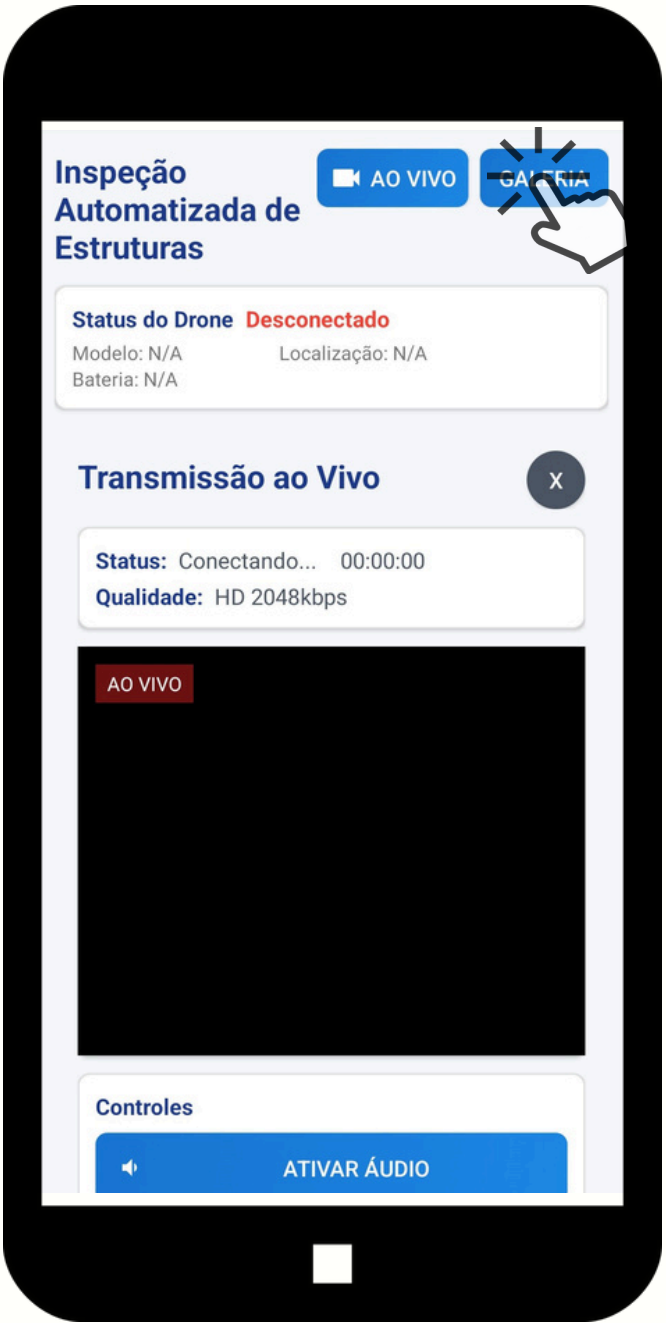 Inspeção
Automatizada de
Estruturas
AO VIVO
GALERIA
Status do Drone Desconectado
Modelo: N/A Localização: N/A
Bateria: N/A
Transmissão ao Vivo
X
Status: Conectando... 00:00:00
Qualidade: HD 2048kbps
AO VIVO
Controles
ATIVAR ÁUDIO